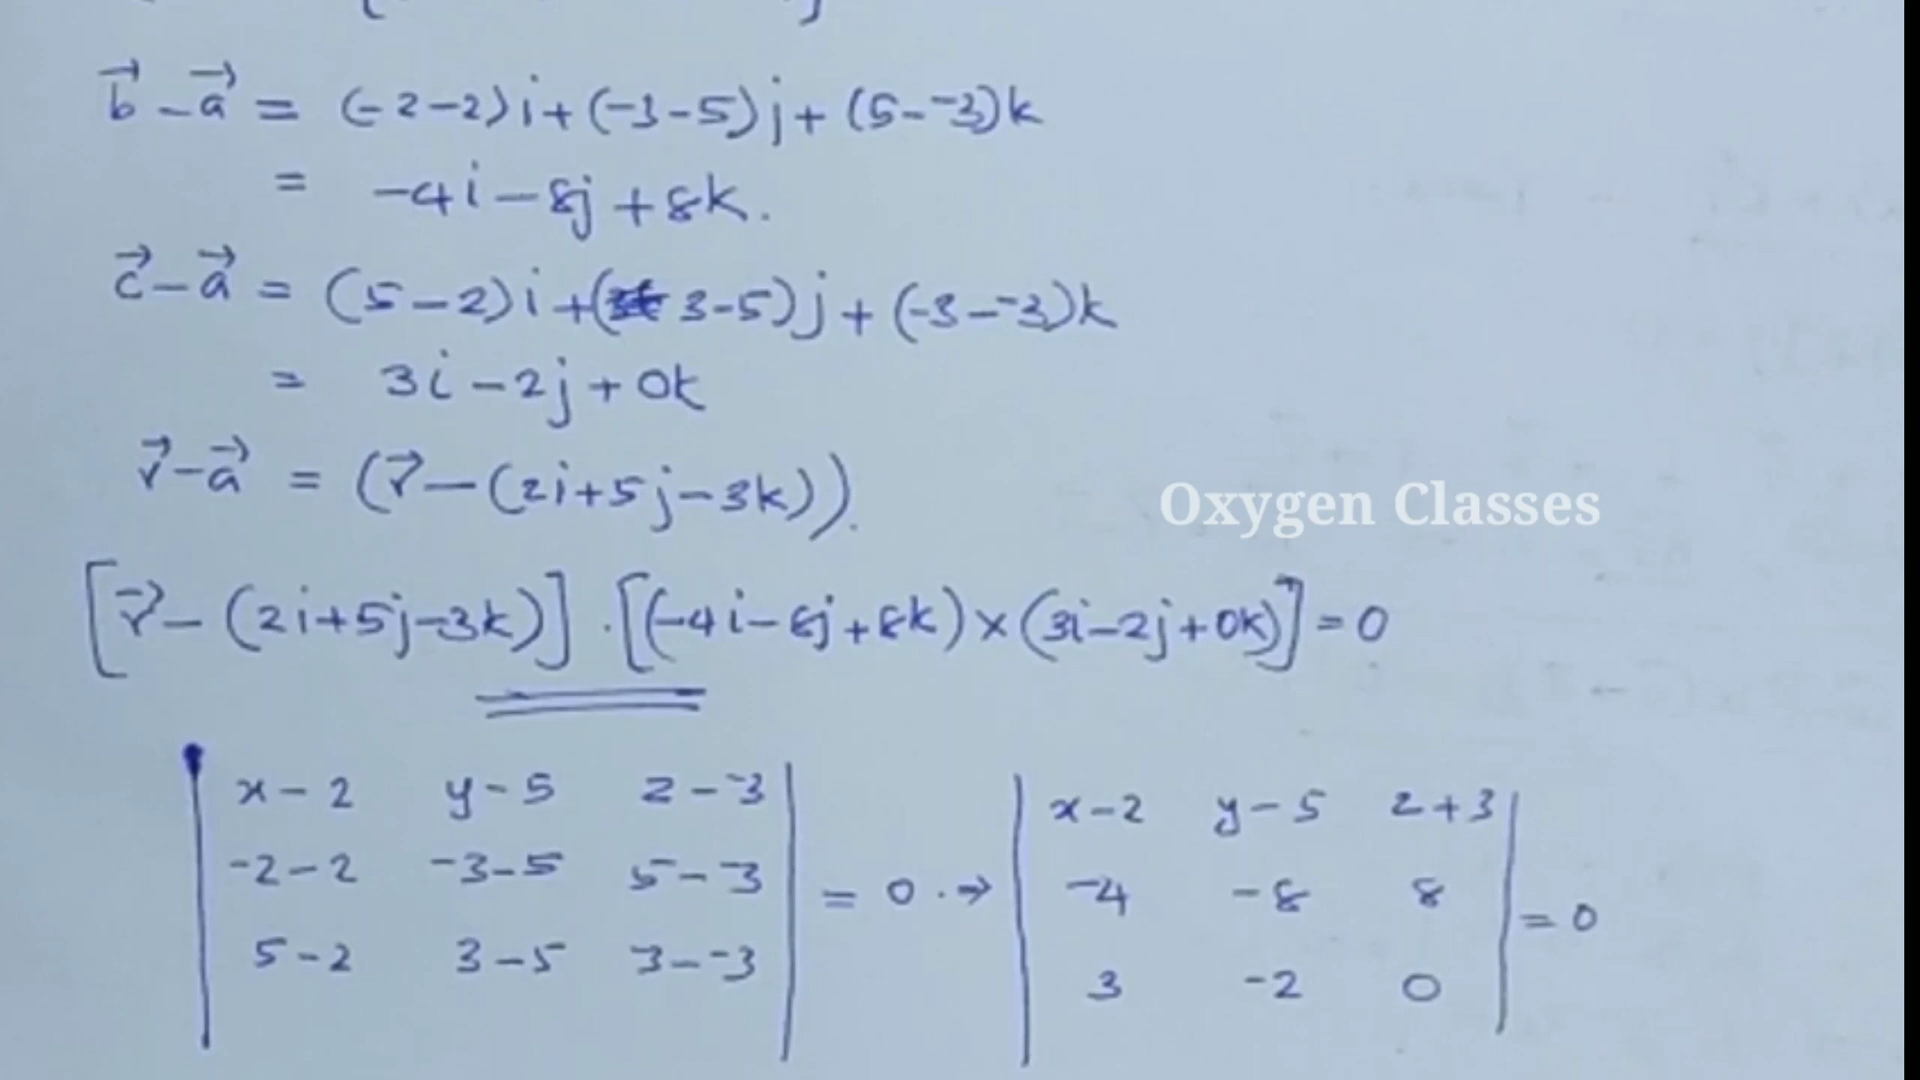 b⃗ - a⃗ = (-2-2)i + (-3-5)j + (5--3)k
= -4i - 8j + 8k.
c⃗ - a⃗ = (5-2)i + (3-5)j + (-3--3)k
= 3i - 2j + 0k
r⃗ - a⃗ = (r⃗ - (2i+5j-3k)).
Oxygen Classes
[r⃗ - (2i+5j-3k)] . [(-4i-8j+8k) × (3i-2j+0k)] = 0
| x-2 y-5 z--3 | | x-2 y-5 z+3 |
| -2-2 -3-5 5--3 | = 0 . → | -4 -8 8 | = 0
| 5-2 3-5 -3--3 | | 3 -2 0 |